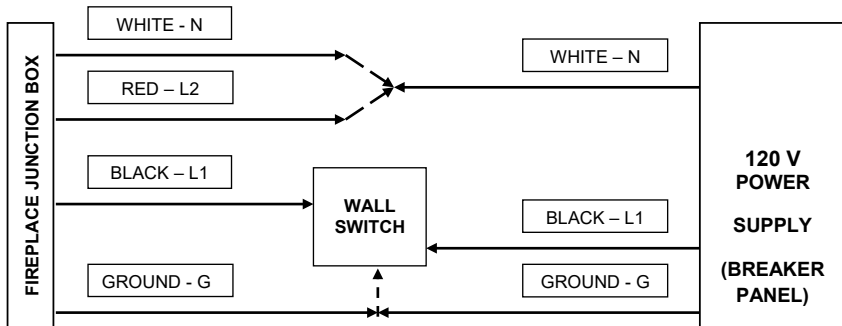 FIREPLACE JUNCTION BOX
WHITE - N
RED – L2
BLACK – L1
GROUND - G
WALL
SWITCH
WHITE – N
BLACK – L1
GROUND - G
120 V
POWER
SUPPLY
(BREAKER
PANEL)